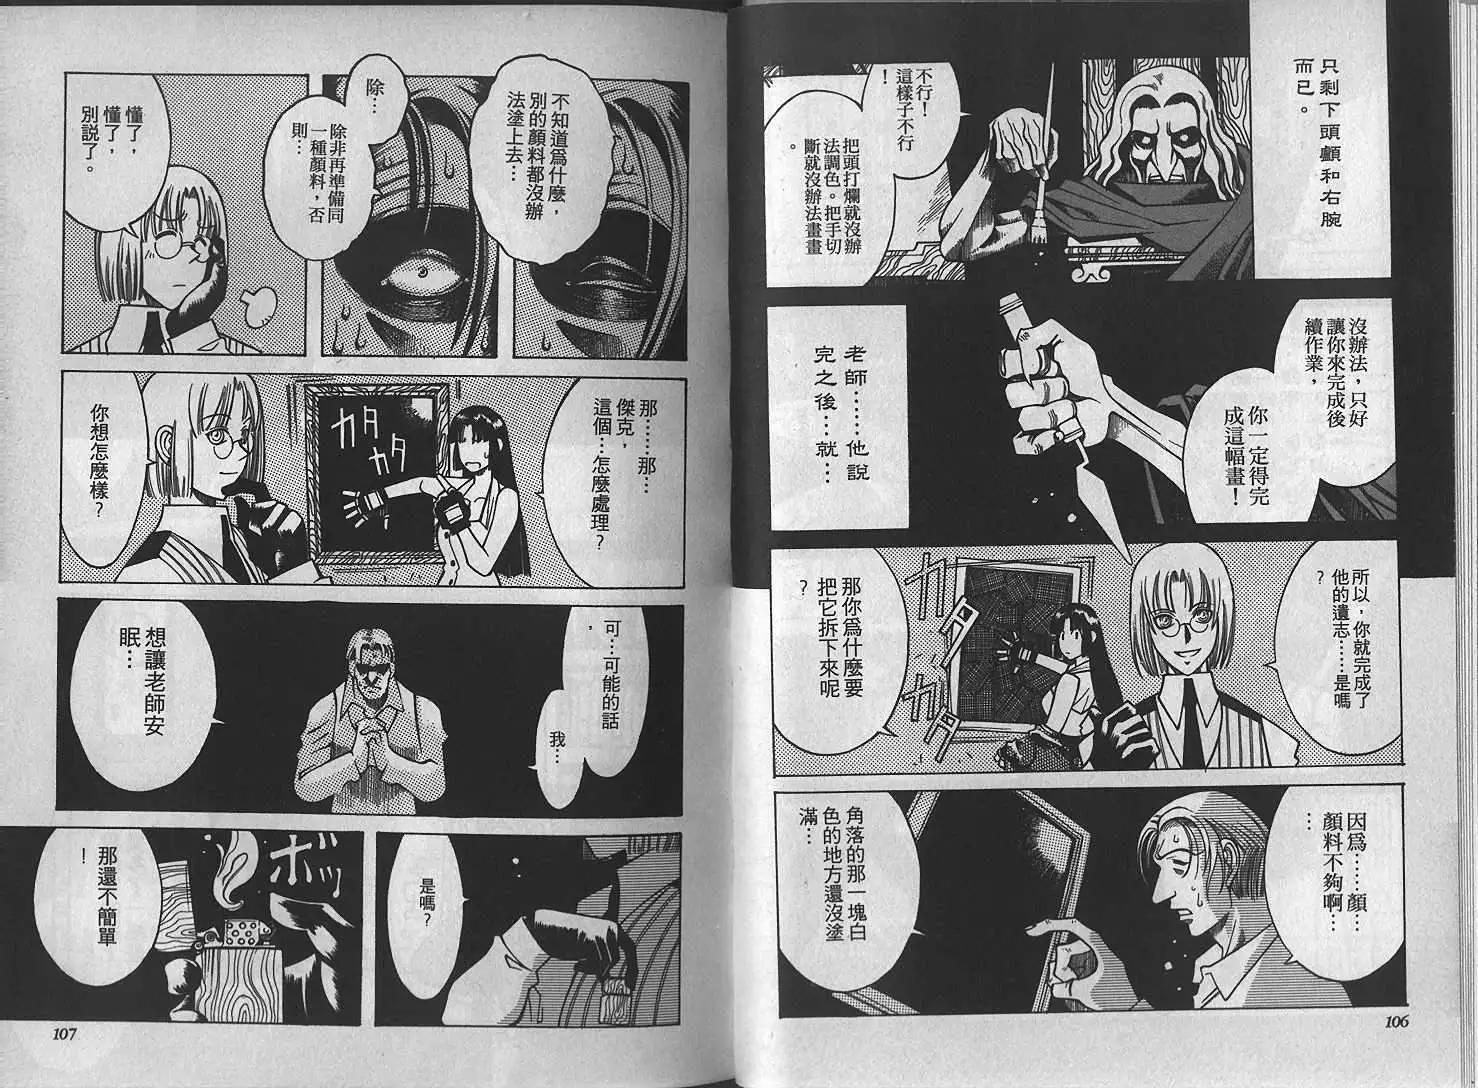 只剩下頭顱和右腕
而已。
不行！
這樣子不行
！
把頭打爛就沒辦
法調色。把手切
斷就沒辦法畫畫
。
沒辦法，只好
讓你來完成後
續作業，
你一定得完
成這幅畫！
老師……他說
完之後……就…
所以，你就完成了
他的遺志……是嗎
？
那你為什麼要
把它拆下來呢
？
カタ
カタ
因為……顏…
顏料不夠啊…
…
角落的那一塊白
色的地方還沒塗
滿…
106
不知道為什麼，
別的顏料都沒辦
法塗上去…
除…
除非再準備同
一種顏料，否
則…
懂了，
懂了，
別說了。
那……那…
傑克，
這個…怎麼處理？
カタ
カタ
你想怎麼樣？
可…可能的話
，
我…
想讓老師安
眠…
是嗎？
ボッ
那還不簡單
！
107